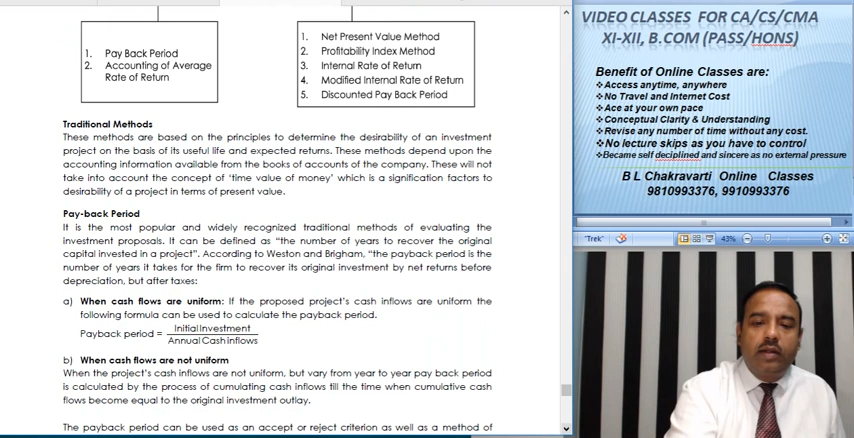 1. Pay Back Period
2. Accounting of Average
Rate of Return
1. Net Present Value Method
2. Profitability Index Method
3. Internal Rate of Return
4. Modified Internal Rate of Return
5. Discounted Pay Back Period
Traditional Methods
These methods are based on the principles to determine the desirability of an investment
project on the basis of its useful life and expected returns. These methods depend upon the
accounting information available from the books of accounts of the company. These will not
take into account the concept of 'time value of money' which is a signification factors to
desirability of a project in terms of present value.
Pay-back Period
It is the most popular and widely recognized traditional methods of evaluating the
investment proposals. It can be defined as "the number of years to recover the original
capital invested in a project". According to Weston and Brigham, "the payback period is the
number of years it takes for the firm to recover its original investment by net returns before
depreciation, but after taxes:
a) When cash flows are uniform: If the proposed project's cash inflows are uniform the
following formula can be used to calculate the payback period.
Payback period = Initial Investment
Annual Cash inflows
b) When cash flows are not uniform
When the project's cash inflows are not uniform, but vary from year to year pay back period
is calculated by the process of cumulating cash inflows till the time when cumulative cash
flows become equal to the original investment outlay.
The payback period can be used as an accept or reject criterion as well as a method of
VIDEO CLASSES FOR CA/CS/CMA
XI-XII, B.COM (PASS/HONS)
Benefit of Online Classes are:
❖Access anytime, anywhere
❖No Travel and Internet Cost
❖Ace at your own pace
❖Conceptual Clarity & Understanding
❖Revise any number of time without any cost.
❖No lecture skips as you have to control
❖Became self deciplined and sincere as no external pressure
B L Chakravarti Online Classes
9810993376, 9910993376
"Trek"
43%